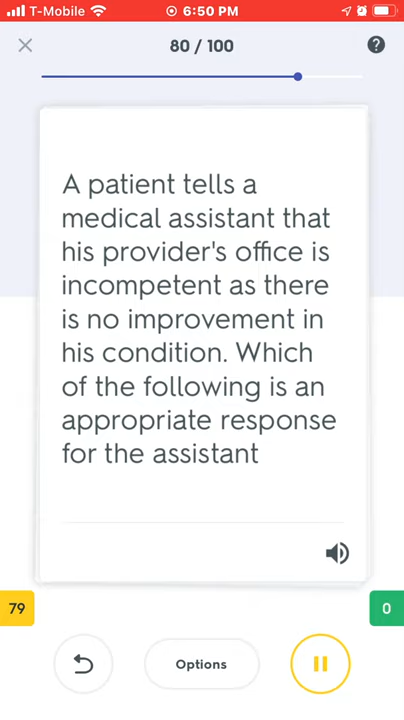 T-Mobile 6:50 PM
80 / 100
?
A patient tells a
medical assistant that
his provider's office is
incompetent as there
is no improvement in
his condition. Which
of the following is an
appropriate response
for the assistant
79
0
Options